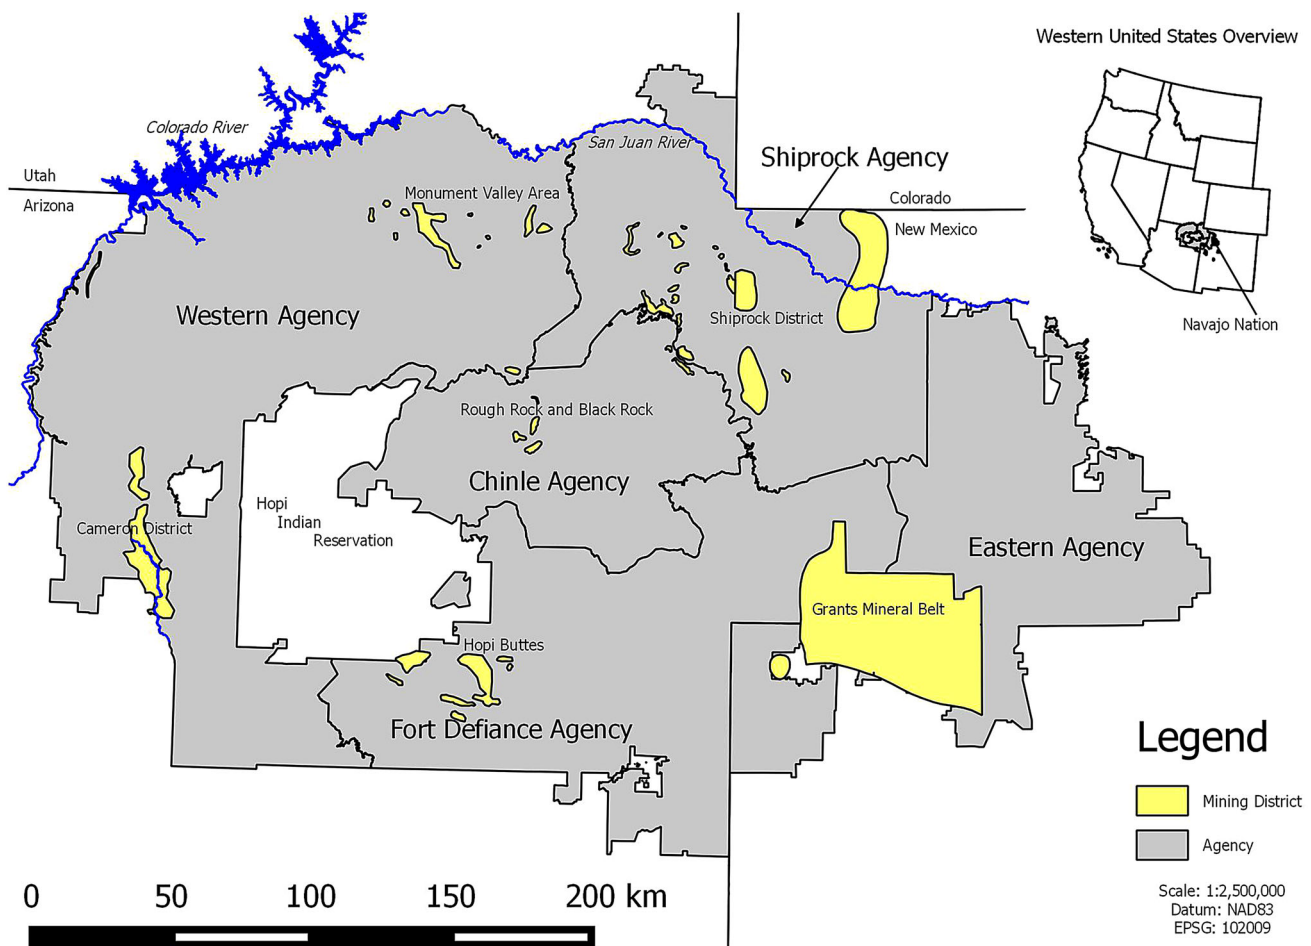 Western United States Overview
Colorado River
San Juan River
Shiprock Agency
Utah
Arizona
Monument Valley Area
Colorado
New Mexico
Navajo Nation
Western Agency
Shiprock District
Rough Rock and Black Rock
Chinle Agency
Hopi
Indian
Reservation
Cameron District
Eastern Agency
Grants Mineral Belt
Hopi Buttes
Fort Defiance Agency
Legend
Mining District
Agency
0 50 100 150 200 km
Scale: 1:2,500,000
Datum: NAD83
EPSG: 102009